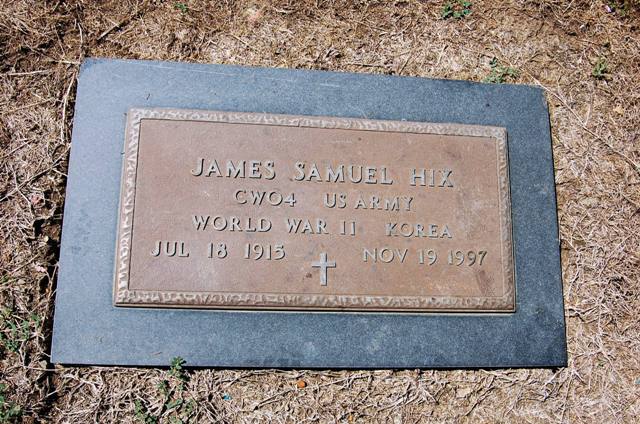 JAMES SAMUEL HIX
CWO4 US ARMY
WORLD WAR II KOREA
JUL 18 1915 NOV 19 1997